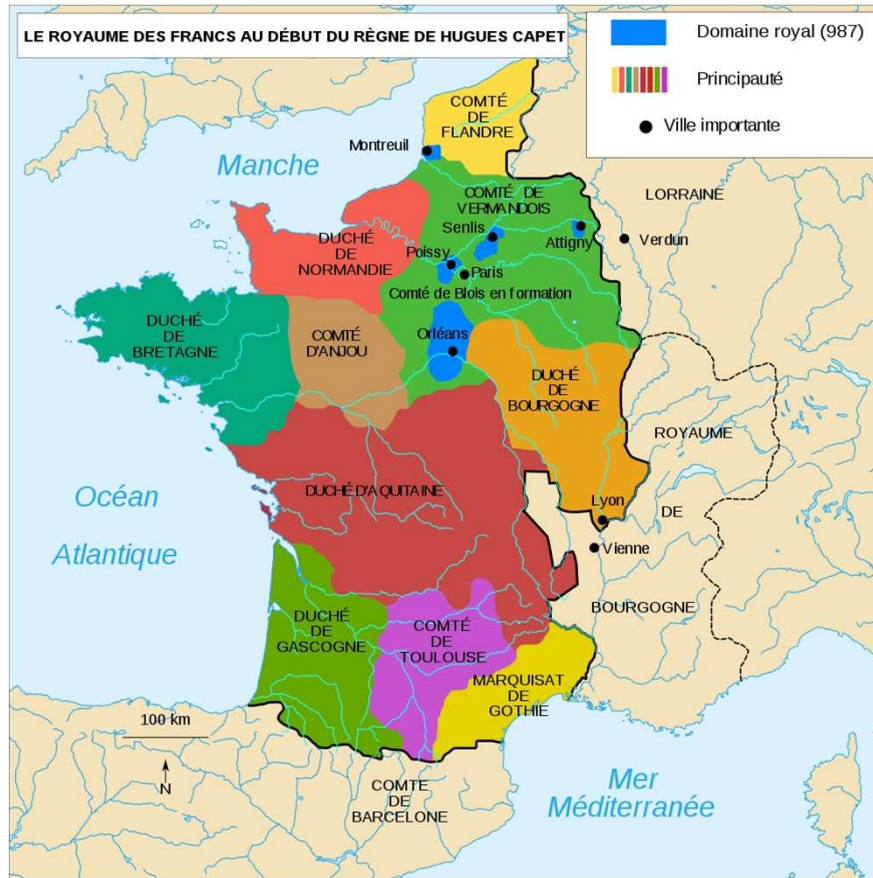 LE ROYAUME DES FRANCS AU DÉBUT DU RÈGNE DE HUGUES CAPET
Domaine royal (987)
Principauté
Ville importante
COMTÉ
DE
FLANDRE
Montreuil
Manche
COMTÉ DE
VERMANDOIS
LORRAINE
Senlis
Attigny
Verdun
DUCHÉ
DE
NORMANDIE
Poissy
Paris
Comté de Blois en formation
DUCHÉ
DE
BRETAGNE
COMTÉ
D'ANJOU
Orléans
DUCHÉ
DE
BOURGOGNE
ROYAUME
DE
BOURGOGNE
Océan
Atlantique
DUCHÉ D'AQUITAINE
Lyon
Vienne
DUCHÉ
DE
GASCOGNE
COMTÉ
DE
TOULOUSE
MARQUISAT
DE
GOTHIE
100 km
N
COMTE
DE
BARCELONE
Mer
Méditerranée